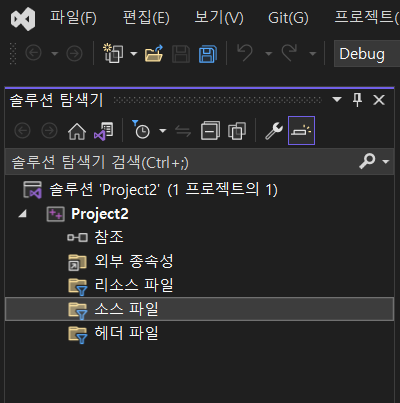 파일(F) 편집(E) 보기(V) Git(G) 프로젝트(
Debug
솔루션 탐색기
솔루션 탐색기 검색(Ctrl+;)
솔루션 'Project2' (1 프로젝트의 1)
Project2
참조
외부 종속성
리소스 파일
소스 파일
헤더 파일